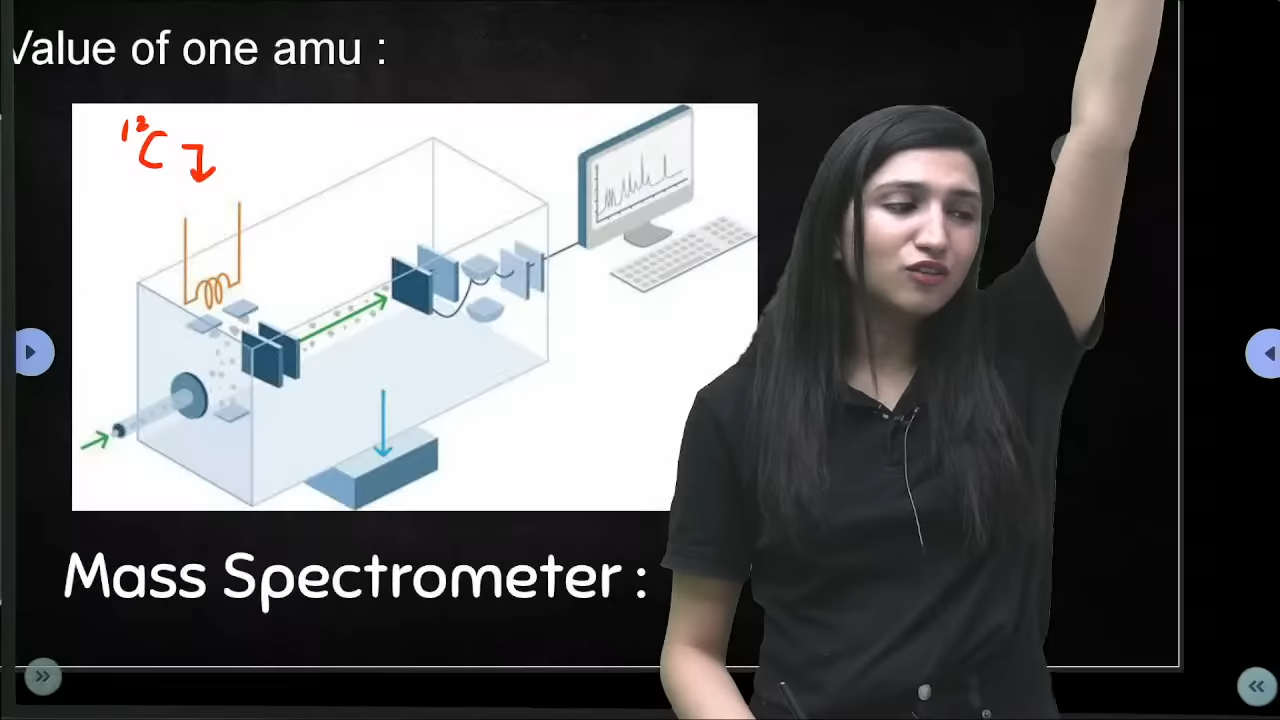 Value of one amu :
¹²C
Mass Spectrometer :